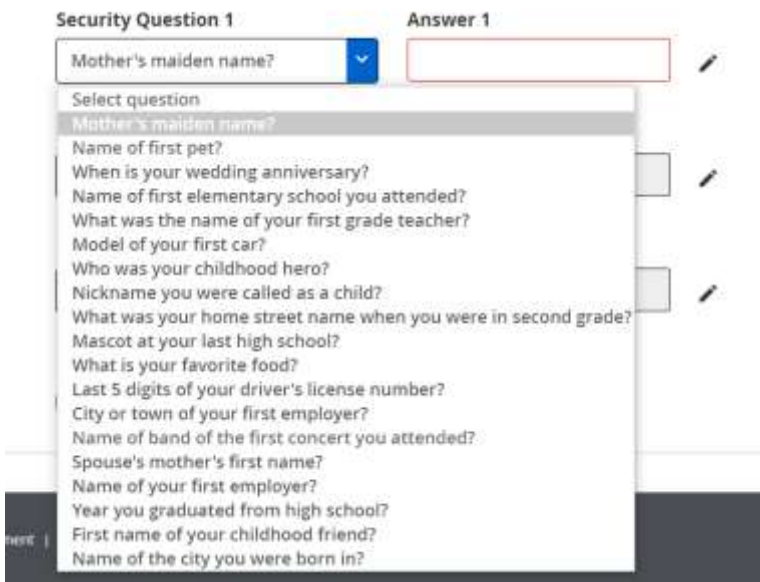 Security Question 1 Answer 1
Mother's maiden name?
Select question
Mother's maiden name?
Name of first pet?
When is your wedding anniversary?
Name of first elementary school you attended?
What was the name of your first grade teacher?
Model of your first car?
Who was your childhood hero?
Nickname you were called as a child?
What was your home street name when you were in second grade?
Mascot at your last high school?
What is your favorite food?
Last 5 digits of your driver's license number?
City or town of your first employer?
Name of band of the first concert you attended?
Spouse's mother's first name?
Name of your first employer?
Year you graduated from high school?
First name of your childhood friend?
Name of the city you were born in?